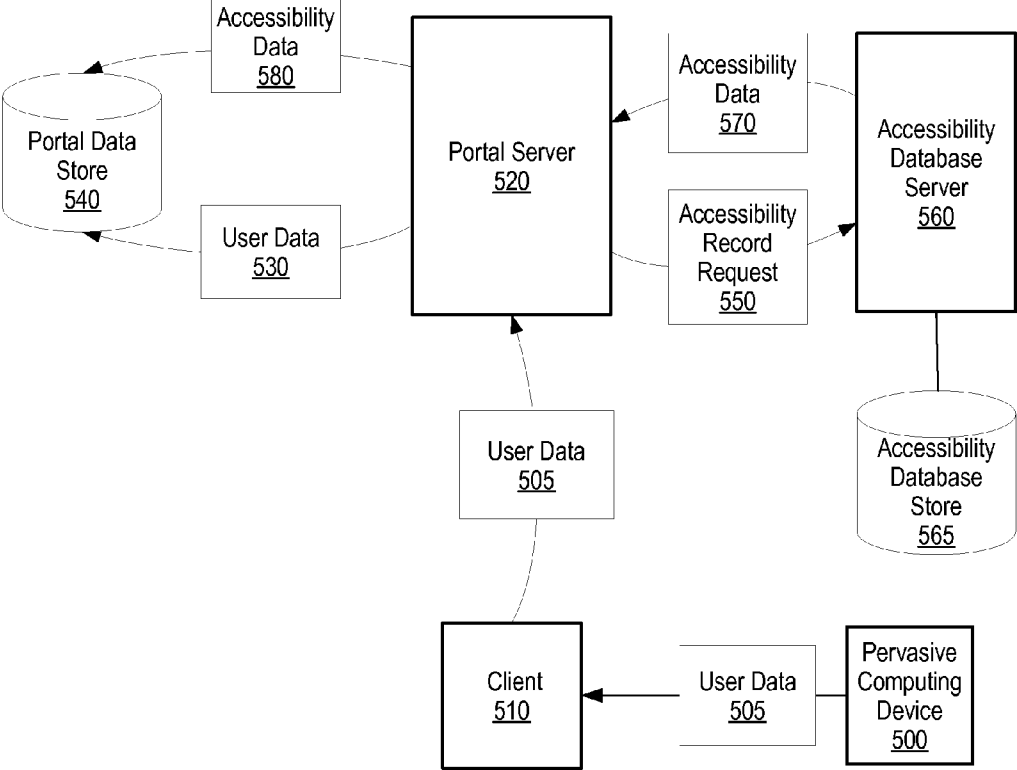 Accessibility
Data
580
Portal Data
Store
540
User Data
530
Portal Server
520
Accessibility
Data
570
Accessibility
Record
Request
550
Accessibility
Database
Server
560
Accessibility
Database
Store
565
User Data
505
Client
510
User Data
505
Pervasive
Computing
Device
500